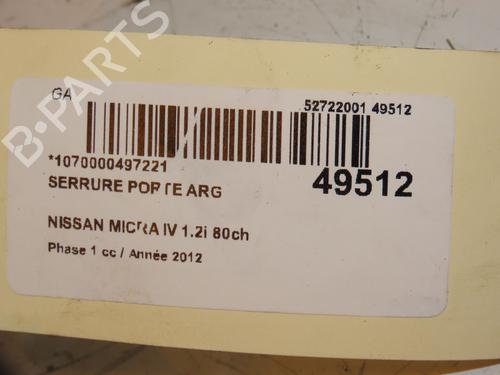 B-PARTS
GA
52722001 49512
*1070000497221
SERRURE PORTE ARG
49512
NISSAN MICRA IV 1.2i 80ch
Phase 1 cc / Année 2012